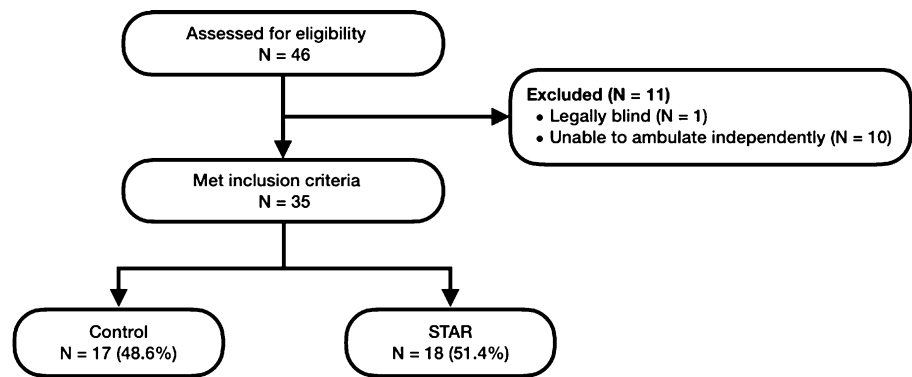 Assessed for eligibility
N = 46
Excluded (N = 11)
• Legally blind (N = 1)
• Unable to ambulate independently (N = 10)
Met inclusion criteria
N = 35
Control
N = 17 (48.6%)
STAR
N = 18 (51.4%)